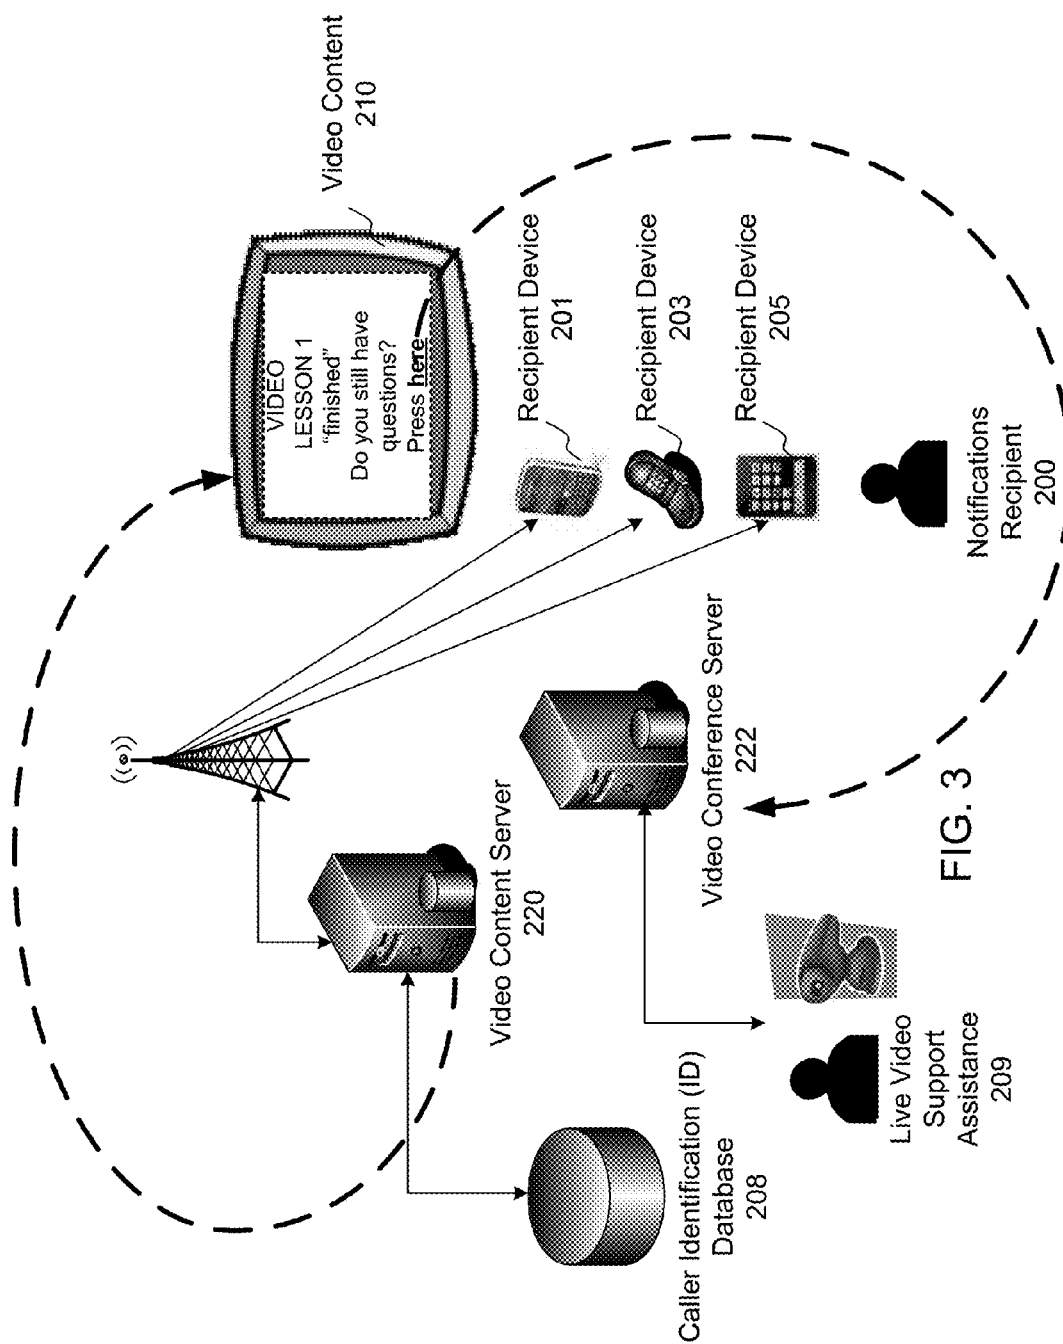 Video Content
210
VIDEO
LESSON 1
“finished”
Do you still have
questions?
Press here
Recipient Device
201
Recipient Device
203
Recipient Device
205
Notifications
Recipient
200
Video Content Server
220
Video Conference Server
222
Caller Identification (ID)
Database
208
Live Video
Support
Assistance
209
FIG. 3